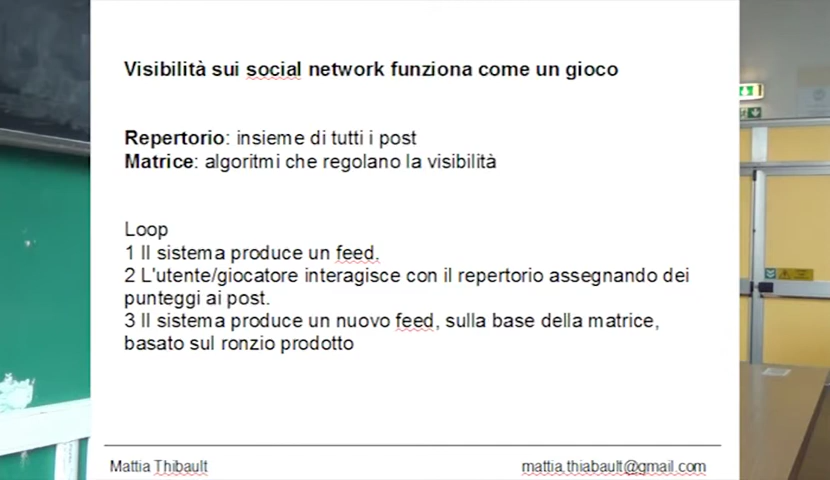 Visibilità sui social network funziona come un gioco
Repertorio: insieme di tutti i post
Matrice: algoritmi che regolano la visibilità
Loop
1 Il sistema produce un feed.
2 L'utente/giocatore interagisce con il repertorio assegnando dei
punteggi ai post.
3 Il sistema produce un nuovo feed, sulla base della matrice,
basato sul ronzio prodotto
Mattia Thibault
mattia.thiabault@gmail.com